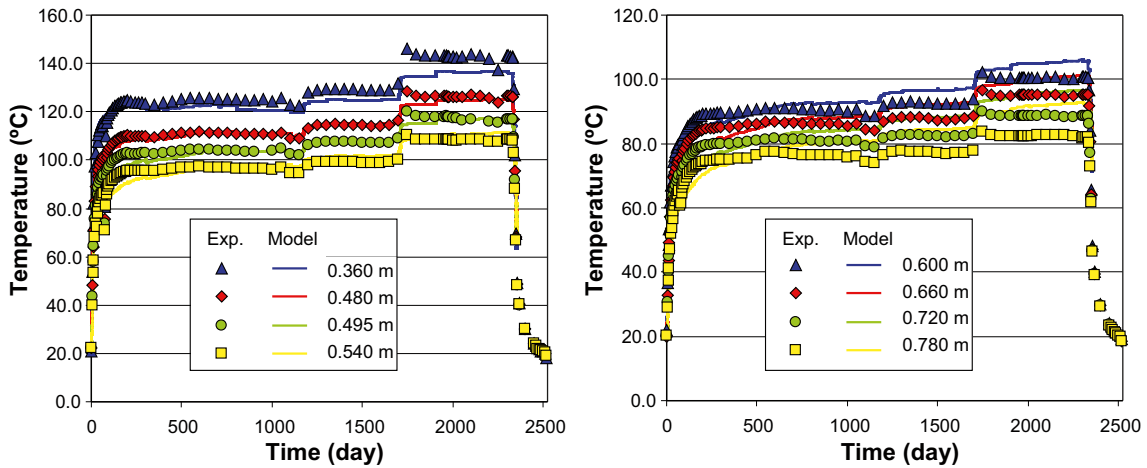 160.0
140.0
120.0
100.0
80.0
60.0
40.0
20.0
0.0
Temperature (ºC)
0 500 1000 1500 2000 2500
Time (day)
Exp. Model
0.360 m
0.480 m
0.495 m
0.540 m
120.0
100.0
80.0
60.0
40.0
20.0
0.0
Temperature (ºC)
0 500 1000 1500 2000 2500
Time (day)
Exp. Model
0.600 m
0.660 m
0.720 m
0.780 m